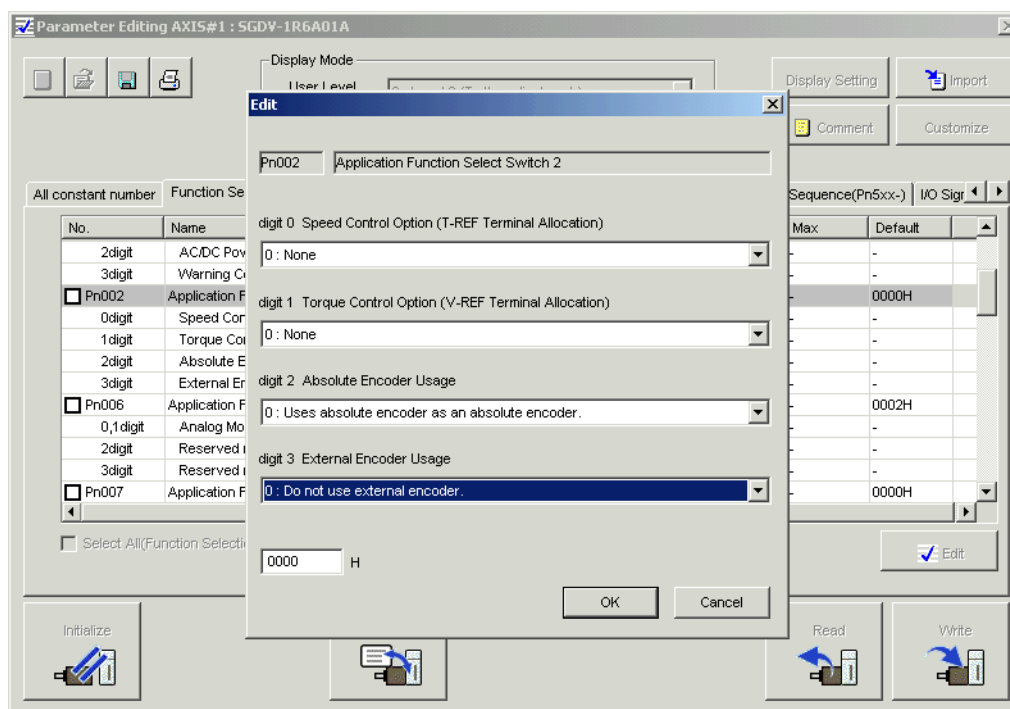 Parameter Editing AXIS#1 : SGDV-1R6A01A
Display Mode
User Level
Display Setting
Import
Comment
Customize
Edit
Pn002 Application Function Select Switch 2
All constant number Function Se
Sequence(Pn5xx-) I/O Sigr
No. Name Max Default
2digit AC/DC Pow - -
3digit Warning Co - -
Pn002 Application F - 0000H
0digit Speed Con - -
1digit Torque Co - -
2digit Absolute E - -
3digit External Er - -
Pn006 Application F - 0002H
0,1digit Analog Mo - -
2digit Reserved - -
3digit Reserved - -
Pn007 Application F - 0000H
digit 0 Speed Control Option (T-REF Terminal Allocation)
0 : None
digit 1 Torque Control Option (V-REF Terminal Allocation)
0 : None
digit 2 Absolute Encoder Usage
0 : Uses absolute encoder as an absolute encoder.
digit 3 External Encoder Usage
0 : Do not use external encoder.
0000 H
OK Cancel
Select All(Function Selecti
Edit
Initialize
Read
Write